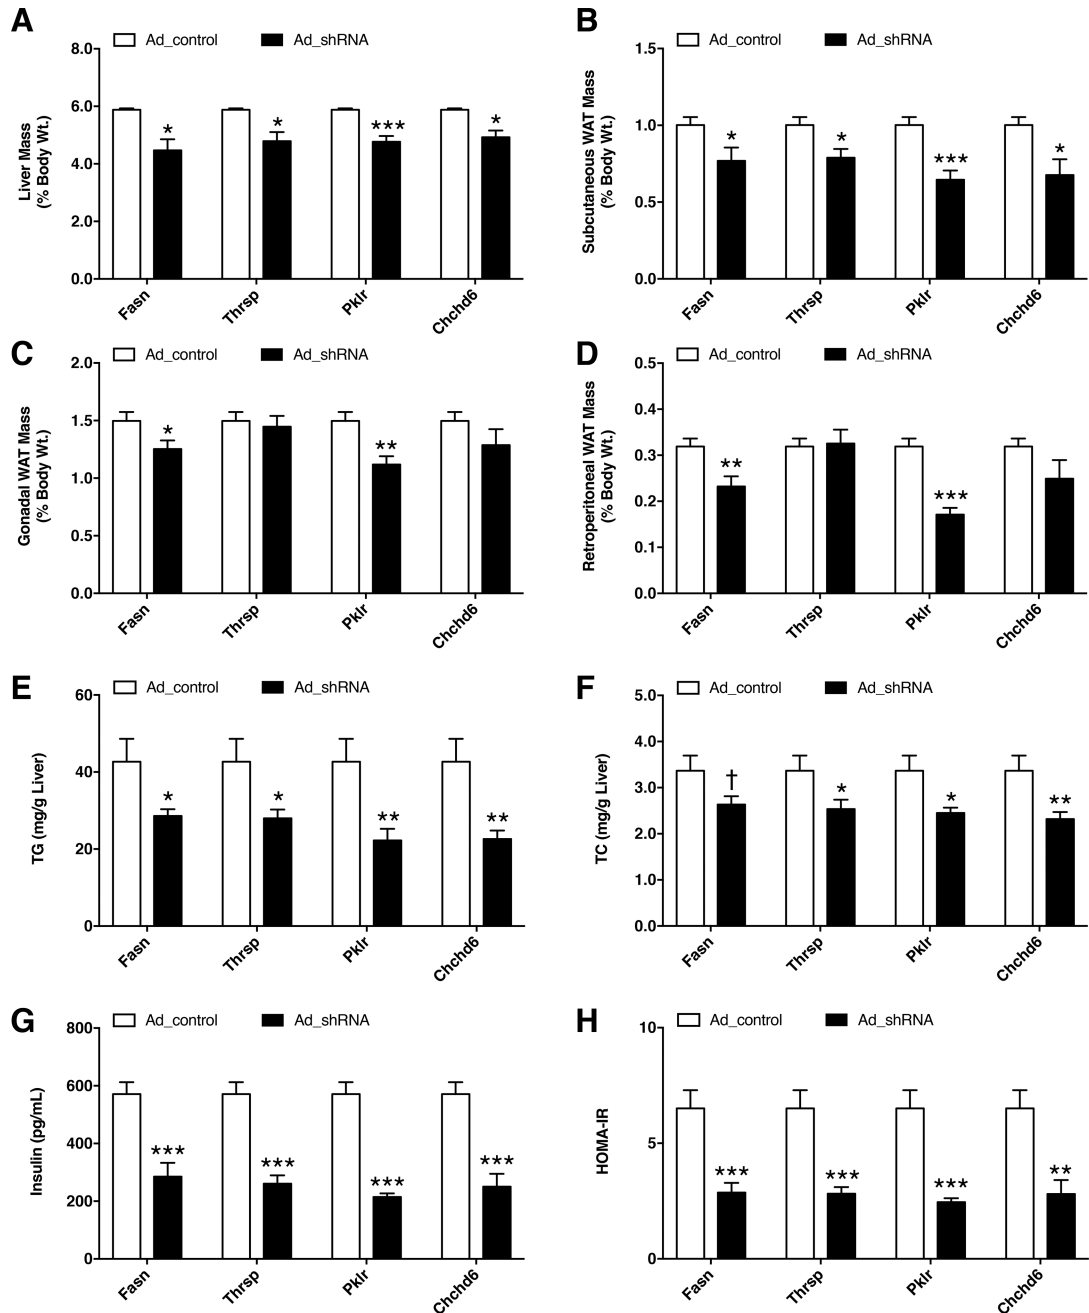 A
Ad_control Ad_shRNA
Liver Mass
(% Body Wt.)
8.0
6.0
4.0
2.0
0.0
* * *** *
Fasn Thrsp Pklr Chchd6
B
Ad_control Ad_shRNA
Subcutaneous WAT Mass
(% Body Wt.)
1.5
1.0
0.5
0.0
* * *** *
Fasn Thrsp Pklr Chchd6
C
Ad_control Ad_shRNA
Gonadal WAT Mass
(% Body Wt.)
2.0
1.5
1.0
0.5
0.0
* **
Fasn Thrsp Pklr Chchd6
D
Ad_control Ad_shRNA
Retroperitoneal WAT Mass
(% Body Wt.)
0.5
0.4
0.3
0.2
0.1
0.0
** ***
Fasn Thrsp Pklr Chchd6
E
Ad_control Ad_shRNA
TG (mg/g Liver)
60
40
20
0
* * ** **
Fasn Thrsp Pklr Chchd6
F
Ad_control Ad_shRNA
TC (mg/g Liver)
5.0
4.0
3.0
2.0
1.0
0.0
† * * **
Fasn Thrsp Pklr Chchd6
G
Ad_control Ad_shRNA
Insulin (pg/mL)
800
600
400
200
0
*** *** *** ***
Fasn Thrsp Pklr Chchd6
H
Ad_control Ad_shRNA
HOMA-IR
10
5
0
*** *** *** **
Fasn Thrsp Pklr Chchd6